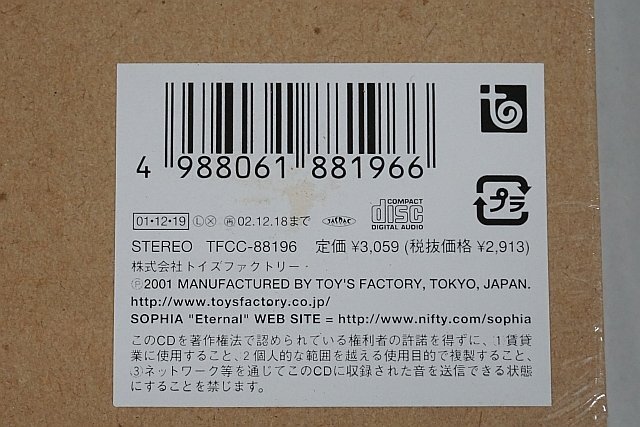 4 988061 881966
プラ
01・12・19 Ⓛ Ⓧ ㊞ 02.12.18まで COMPACT disc DIGITAL AUDIO
STEREO TFCC-88196 定価 ¥3,059 (税抜価格 ¥2,913)
株式会社トイズファクトリー・
Ⓟ2001 MANUFACTURED BY TOY'S FACTORY, TOKYO, JAPAN.
http://www.toysfactory.co.jp/
SOPHIA "Eternal" WEB SITE = http://www.nifty.com/sophia
このCDを著作権法で認められている権利者の許諾を得ずに、①賃貸
業に使用すること、②個人的な範囲を越える使用目的で複製すること、
③ネットワーク等を通じてこのCDに収録された音を送信できる状態
にすることを禁じます。